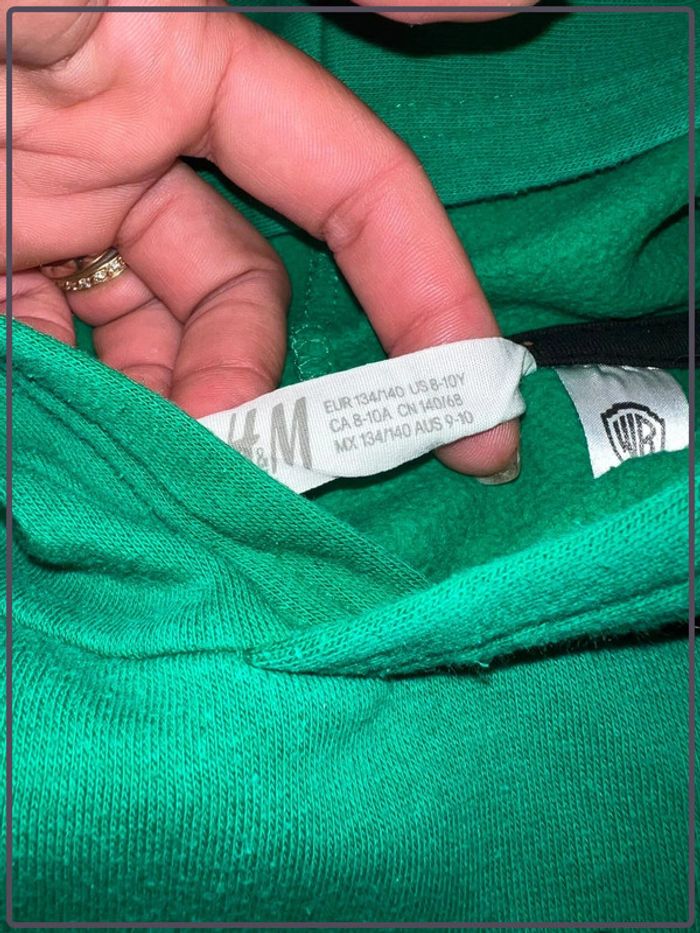 H&M
EUR 134/140 US 8-10Y
CA 8-10A CN 140/68
MX 134/140 AUS 9-10
WB